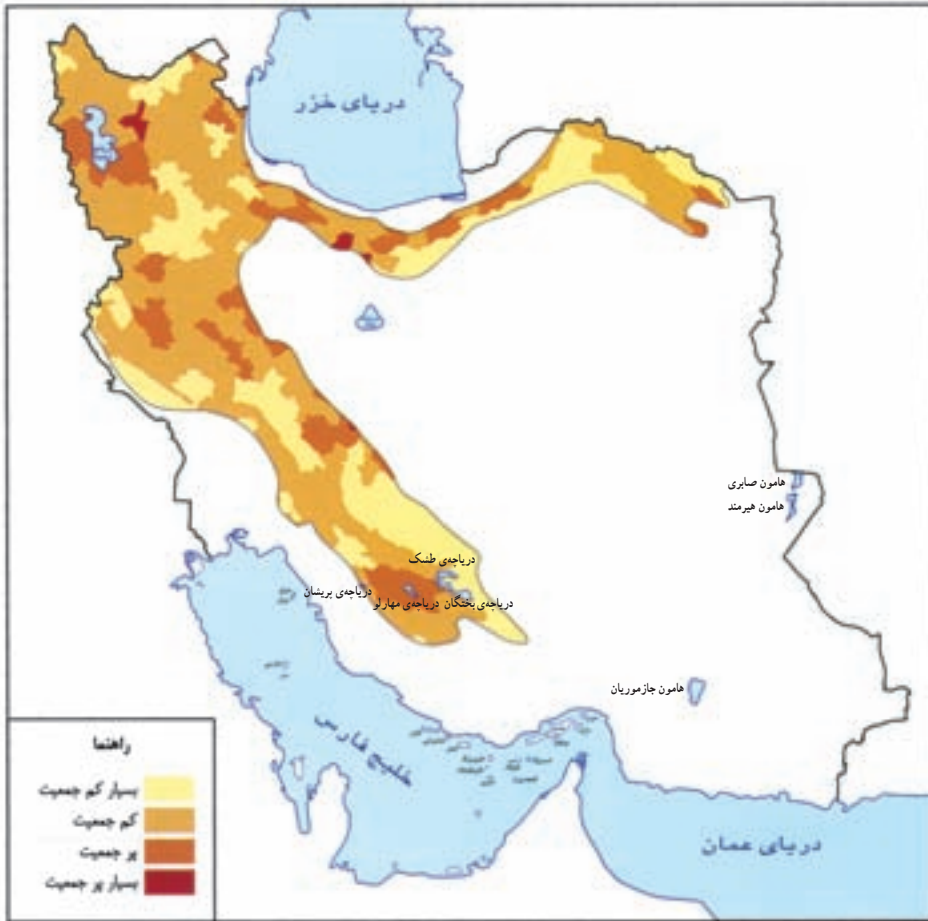 دریای خزر
هامون صابری
هامون هیرمند
دریاچه‌ی طشک
دریاچه‌ی پریشان
دریاچه‌ی مهارلو
دریاچه‌ی بختگان
هامون جازموریان
خلیج فارس
دریای عمان
راهنما
بسیار کم جمعیت
کم جمعیت
پر جمعیت
بسیار پر جمعیت